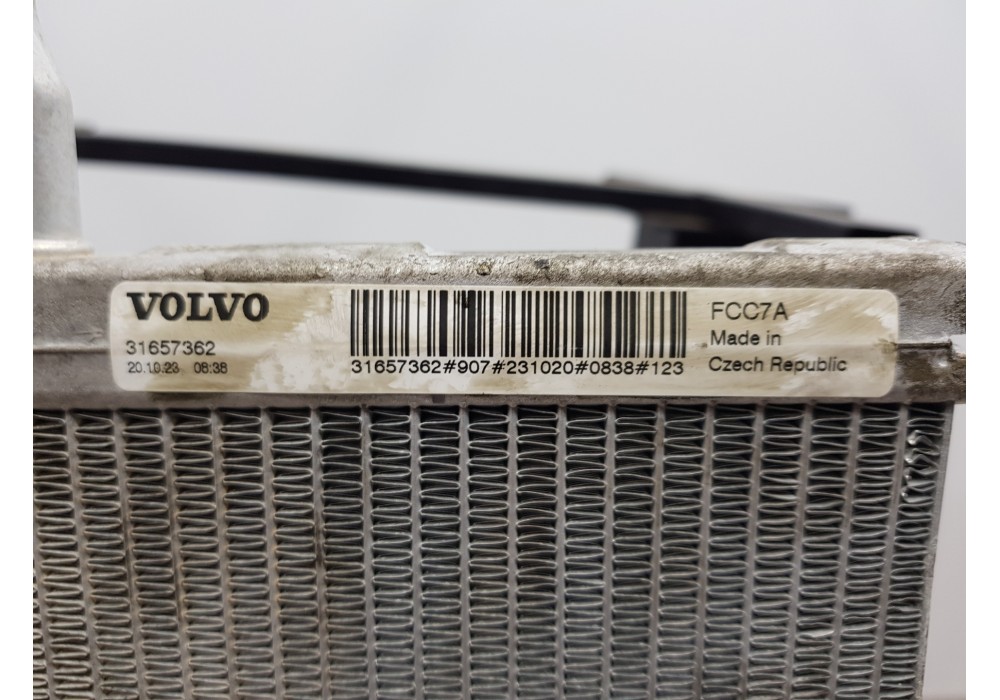 VOLVO
31657362
20.10.23 08:38
31657362#907#231020#0838#123
FCC7A
Made in
Czech Republic